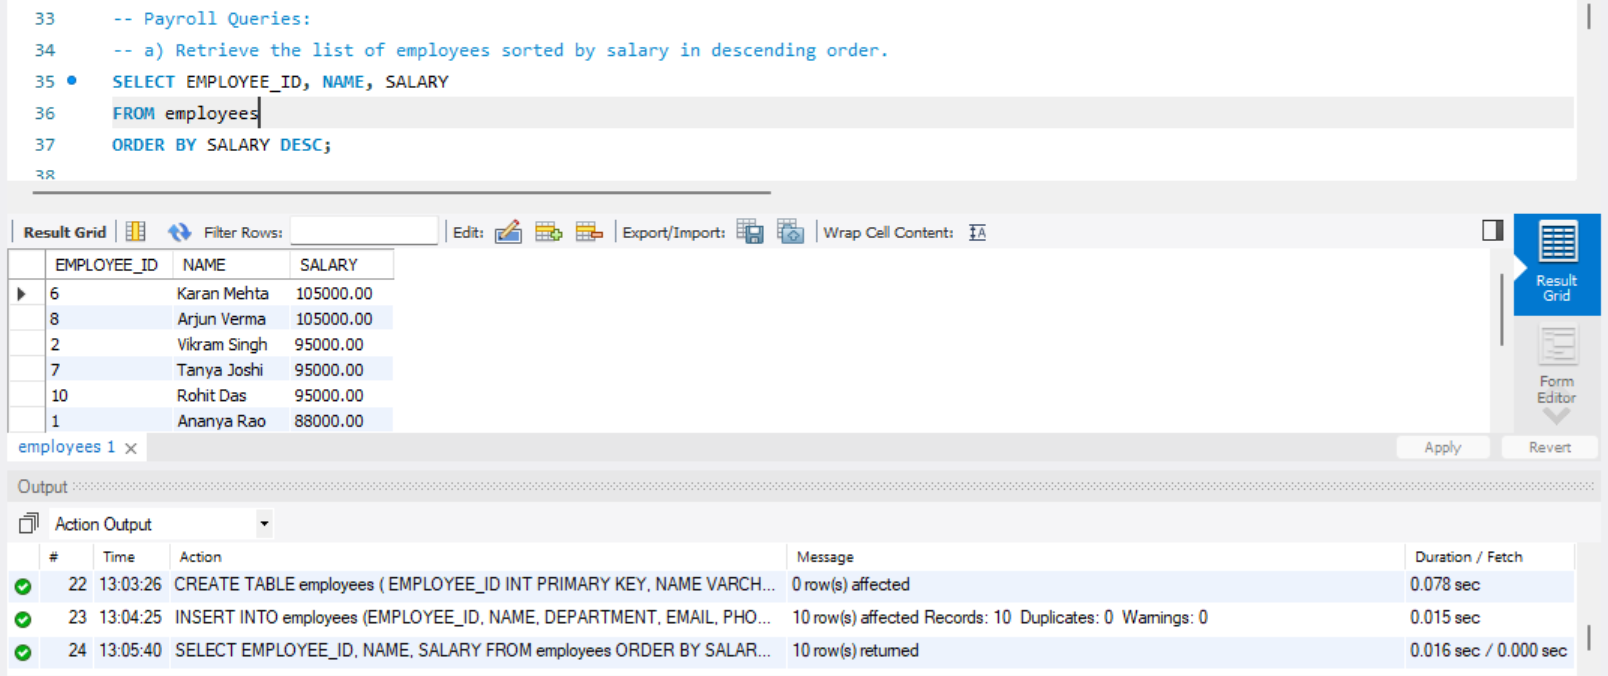 33 -- Payroll Queries:
34 -- a) Retrieve the list of employees sorted by salary in descending order.
35 SELECT EMPLOYEE_ID, NAME, SALARY
36 FROM employees
37 ORDER BY SALARY DESC;
38
Result Grid Filter Rows: Edit: Export/Import: Wrap Cell Content: IA
EMPLOYEE_ID NAME SALARY
6 Karan Mehta 105000.00
8 Arjun Verma 105000.00
2 Vikram Singh 95000.00
7 Tanya Joshi 95000.00
10 Rohit Das 95000.00
1 Ananya Rao 88000.00
Result
Grid
Form
Editor
employees 1 Apply Revert
Output
Action Output
# Time Action Message Duration / Fetch
22 13:03:26 CREATE TABLE employees ( EMPLOYEE_ID INT PRIMARY KEY, NAME VARCH... 0 row(s) affected 0.078 sec
23 13:04:25 INSERT INTO employees (EMPLOYEE_ID, NAME, DEPARTMENT, EMAIL, PHO... 10 row(s) affected Records: 10 Duplicates: 0 Warnings: 0 0.015 sec
24 13:05:40 SELECT EMPLOYEE_ID, NAME, SALARY FROM employees ORDER BY SALAR... 10 row(s) returned 0.016 sec / 0.000 sec